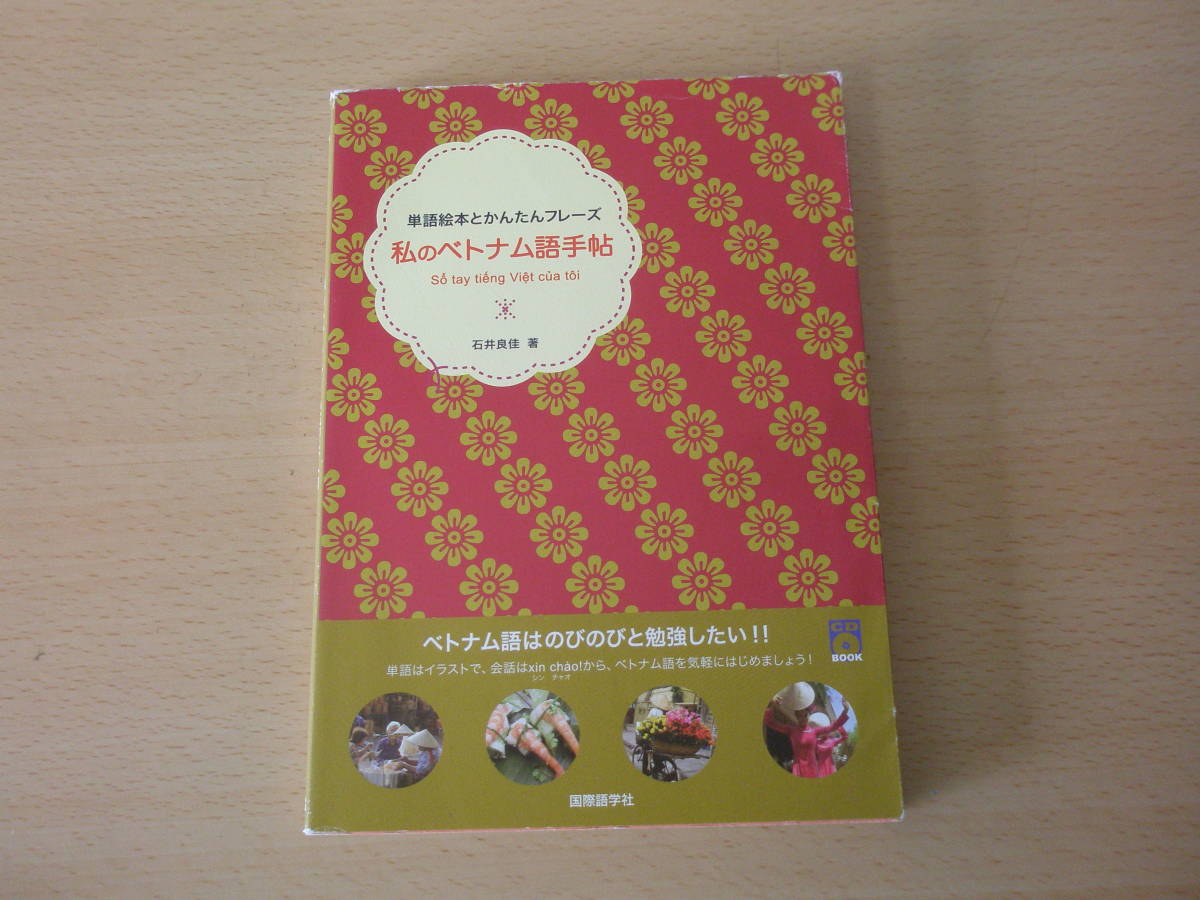 単語絵本とかんたんフレーズ
私のベトナム語手帖
Sổ tay tiếng Việt của tôi
石井良佳 著
ベトナム語はのびのびと勉強したい!!
単語はイラストで、会話はxin chào!から、ベトナム語を気軽にはじめましょう!
シン チャオ
CD
BOOK
国際語学社